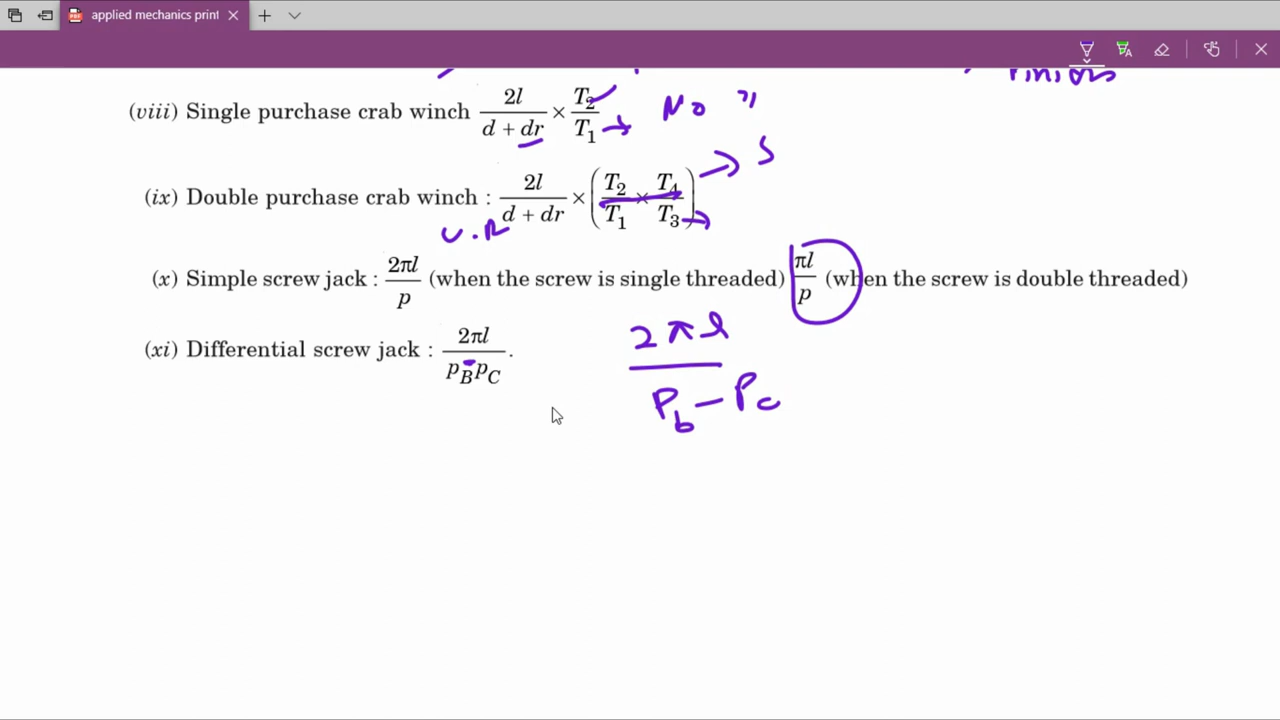 applied mechanics print
Pinions
(viii) Single purchase crab winch 2l / d + dr × T2 / T1 No "
(ix) Double purchase crab winch : 2l / d + dr × (T2 / T1 × T4 / T3) S
V.R
(x) Simple screw jack : 2πl / p (when the screw is single threaded) πl / p (when the screw is double threaded)
(xi) Differential screw jack : 2πl / pB pC .
2πl / Pb - Pc